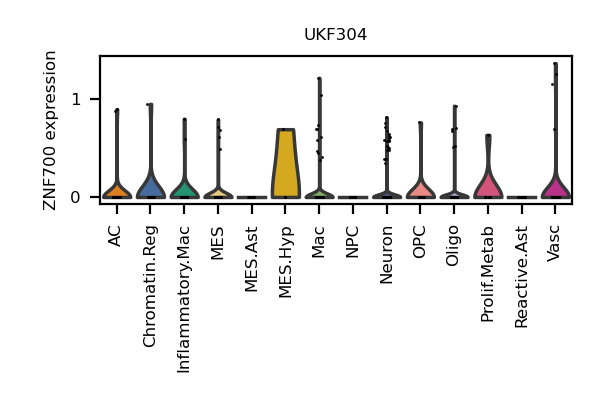 UKF304
ZNF700 expression
1
0
AC
Chromatin.Reg
Inflammatory.Mac
MES
MES.Ast
MES.Hyp
Mac
NPC
Neuron
OPC
Oligo
Prolif.Metab
Reactive.Ast
Vasc